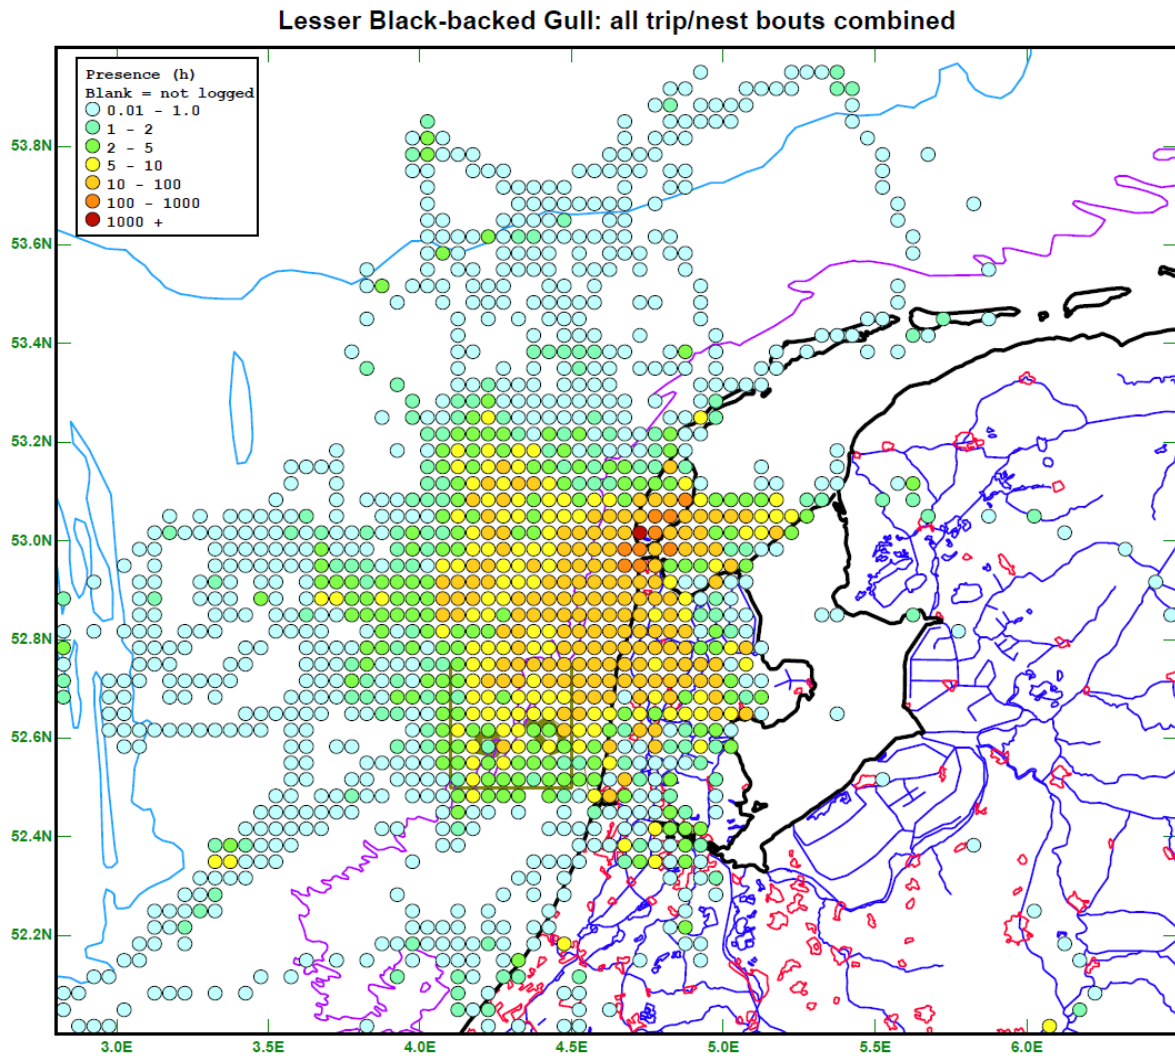 Lesser Black-backed Gull: all trip/nest bouts combined
Presence (h)
Blank = not logged
0.01 - 1.0
1 - 2
2 - 5
5 - 10
10 - 100
100 - 1000
1000 +
53.8N
53.6N
53.4N
53.2N
53.0N
52.8N
52.6N
52.4N
52.2N
3.0E 3.5E 4.0E 4.5E 5.0E 5.5E 6.0E